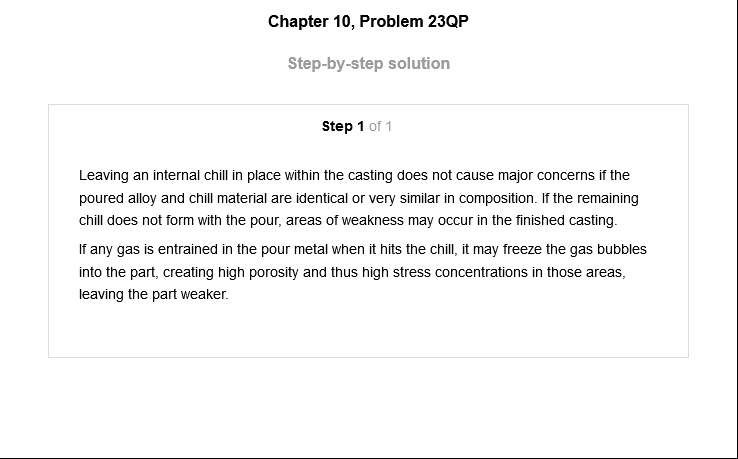 Chapter 10, Problem 23QP
Step-by-step solution
Step 1 of 1
Leaving an internal chill in place within the casting does not cause major concerns if the
poured alloy and chill material are identical or very similar in composition. If the remaining
chill does not form with the pour, areas of weakness may occur in the finished casting.
If any gas is entrained in the pour metal when it hits the chill, it may freeze the gas bubbles
into the part, creating high porosity and thus high stress concentrations in those areas,
leaving the part weaker.